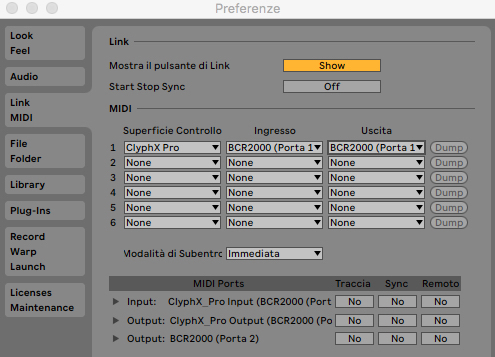 Preferenze
Look
Feel
Audio
Link
MIDI
File
Folder
Library
Plug-Ins
Record
Warp
Launch
Licenses
Maintenance
Link
Mostra il pulsante di Link Show
Start Stop Sync Off
MIDI
Superficie Controllo Ingresso Uscita
1 ClyphX Pro BCR2000 (Porta 1 BCR2000 (Porta 1 Dump
2 None None None Dump
3 None None None Dump
4 None None None Dump
5 None None None Dump
6 None None None Dump
Modalità di Subentro Immediata
MIDI Ports Traccia Sync Remoto
Input: ClyphX_Pro Input (BCR2000 (Port No No No
Output: ClyphX_Pro Output (BCR2000 (Po No No No
Output: BCR2000 (Porta 2) No No No